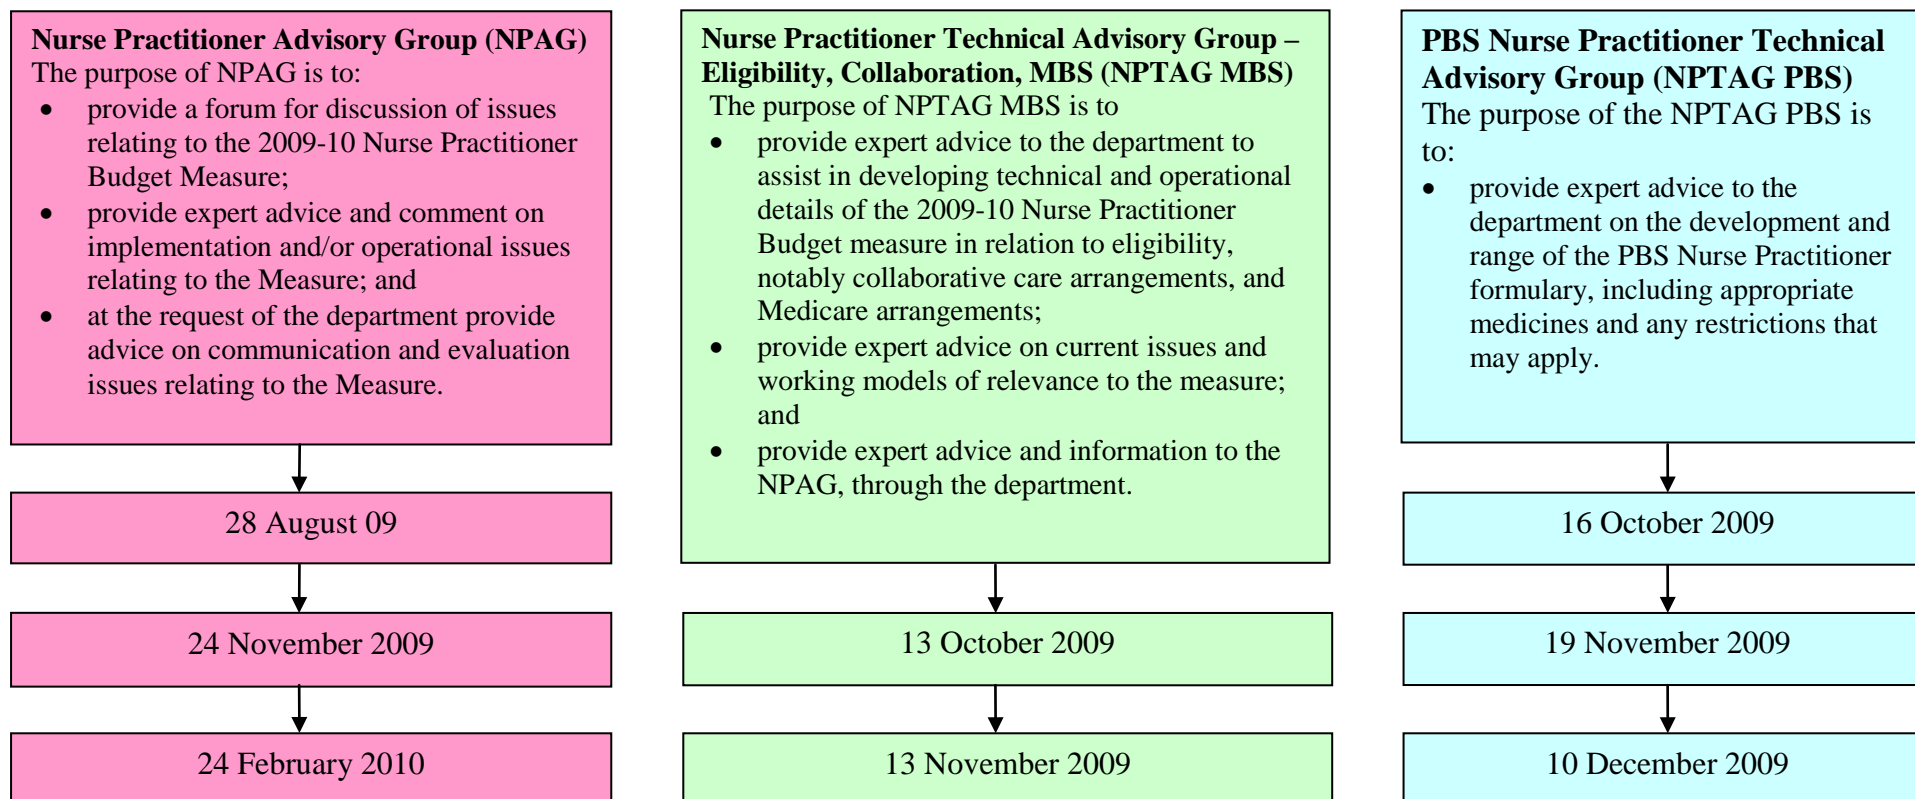 Nurse Practitioner Advisory Group (NPAG)
The purpose of NPAG is to:
• provide a forum for discussion of issues
relating to the 2009-10 Nurse Practitioner
Budget Measure;
• provide expert advice and comment on
implementation and/or operational issues
relating to the Measure; and
• at the request of the department provide
advice on communication and evaluation
issues relating to the Measure.
28 August 09
24 November 2009
24 February 2010
Nurse Practitioner Technical Advisory Group –
Eligibility, Collaboration, MBS (NPTAG MBS)
The purpose of NPTAG MBS is to
• provide expert advice to the department to
assist in developing technical and operational
details of the 2009-10 Nurse Practitioner
Budget measure in relation to eligibility,
notably collaborative care arrangements, and
Medicare arrangements;
• provide expert advice on current issues and
working models of relevance to the measure;
and
• provide expert advice and information to the
NPAG, through the department.
13 October 2009
13 November 2009
PBS Nurse Practitioner Technical
Advisory Group (NPTAG PBS)
The purpose of the NPTAG PBS is
to:
• provide expert advice to the
department on the development and
range of the PBS Nurse Practitioner
formulary, including appropriate
medicines and any restrictions that
may apply.
16 October 2009
19 November 2009
10 December 2009